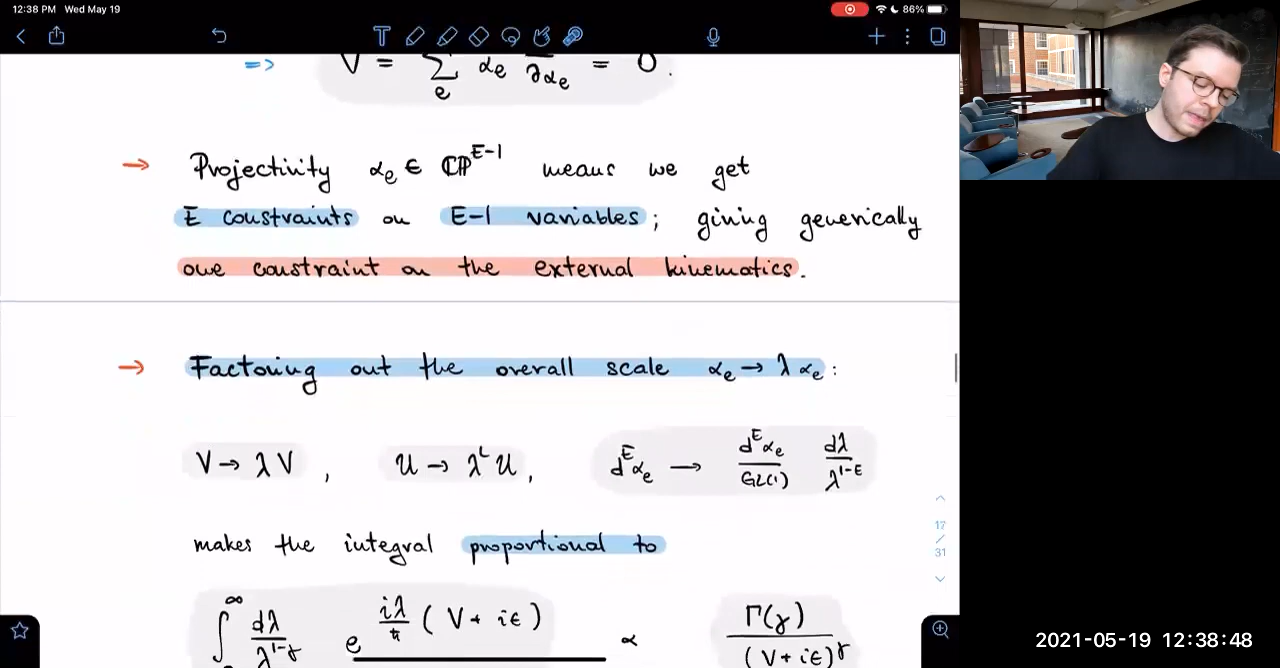 12:38 PM Wed May 19
86%
⇒ V = Σ_e αe ∂/∂αe = 0.
→ Projectivity αe ∈ ℂℙ^{E-1} means we get
E constraints on E-1 variables; giving generically
one constraint on the external kinematics.
→ Factoring out the overall scale αe → λ αe :
V → λ V , U → λ^L U , d^E αe → d^E αe / GL(1) dλ / λ^{1-E}
makes the integral proportional to
17 / 31
∫^∞ dλ / λ^{1-γ} e^{iλ/ħ (V + iε)} ∝ Γ(γ) / (V + iε)^γ
2021-05-19 12:38:48